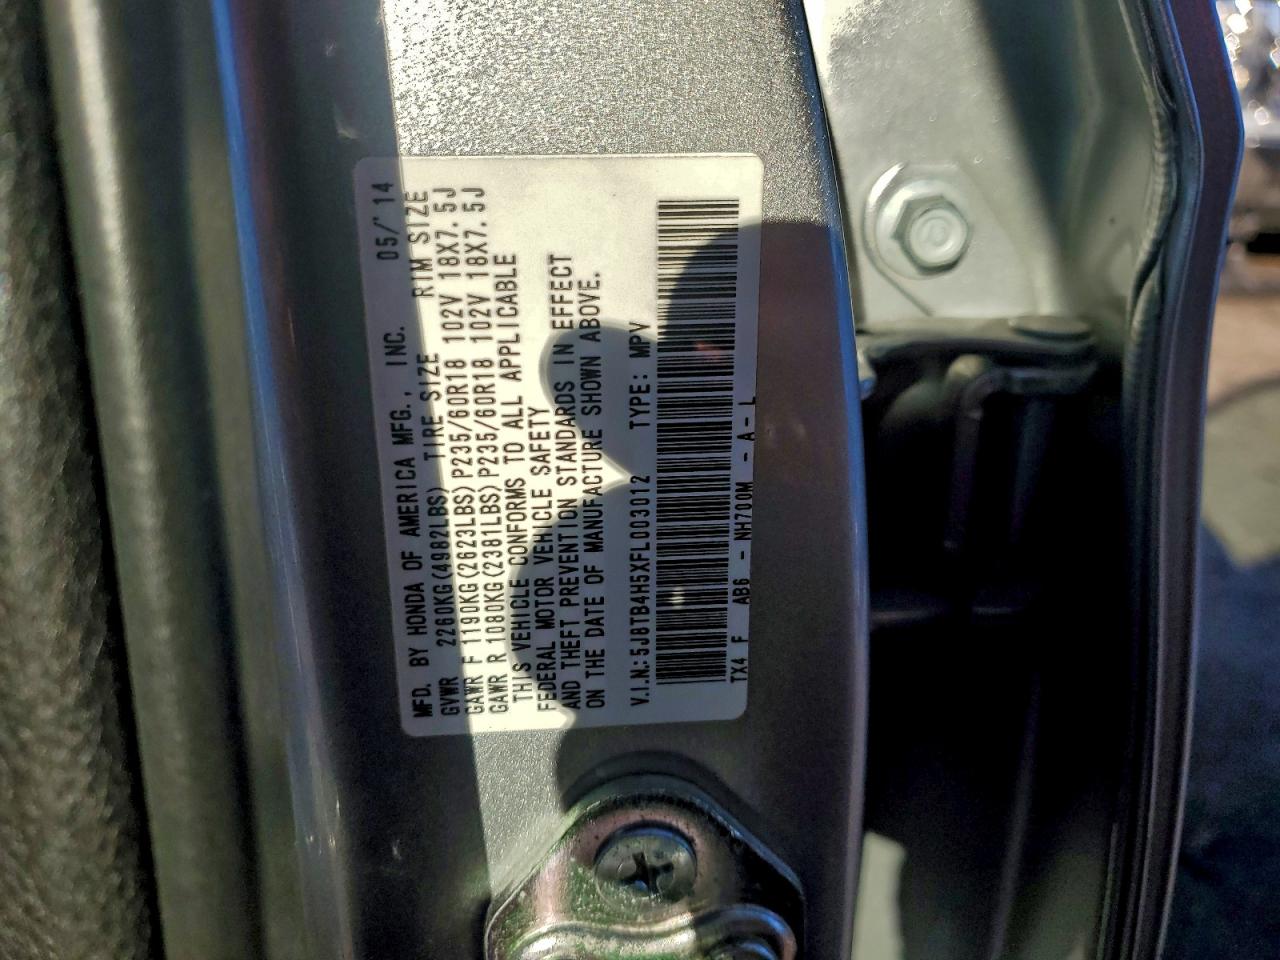 MFD. BY HONDA OF AMERICA MFG., INC. 05/'14
GVWR 2260KG(4982LBS) TIRE SIZE RIM SIZE
GAWR F 1190KG(2623LBS) P235/60R18 102V 18X7.5J
GAWR R 1080KG(2381LBS) P235/60R18 102V 18X7.5J
THIS VEHICLE CONFORMS TO ALL APPLICABLE
FEDERAL MOTOR VEHICLE SAFETY
AND THEFT PREVENTION STANDARDS IN EFFECT
ON THE DATE OF MANUFACTURE SHOWN ABOVE.
V.I.N.: 5J8TB4H5XFL003012 TYPE: MPV
TX4 F AB6 - NH700M - A - L